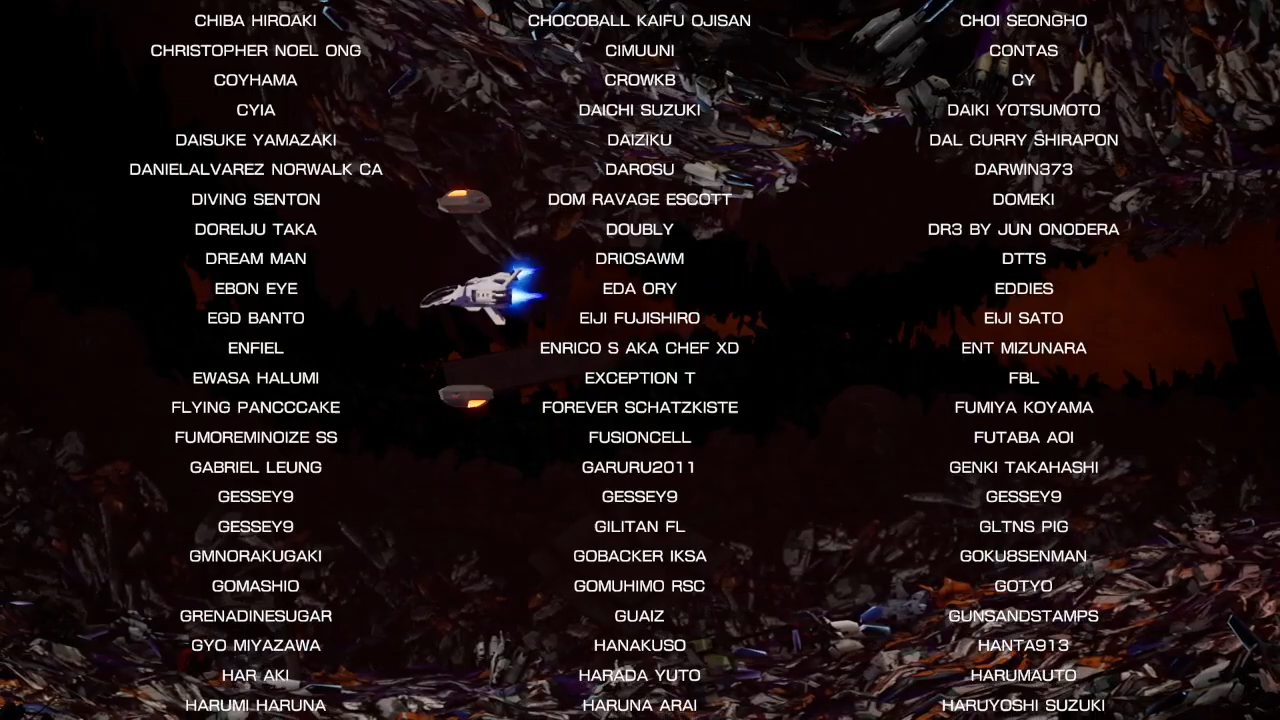 CHIBA HIROAKI CHOCOBALL KAIFU OJISAN CHOI SEONGHO
CHRISTOPHER NOEL ONG CIMUUNI CONTAS
COYHAMA CROWKB CY
CYIA DAICHI SUZUKI DAIKI YOTSUMOTO
DAISUKE YAMAZAKI DAIZIKU DAL CURRY SHIRAPON
DANIELALVAREZ NORWALK CA DAROSU DARWIN373
DIVING SENTON DOM RAVAGE ESCOTT DOMEKI
DOREIJU TAKA DOUBLY DR3 BY JUN ONODERA
DREAM MAN DRIOSAWM DTTS
EBON EYE EDA ORY EDDIES
EGD BANTO EIJI FUJISHIRO EIJI SATO
ENFIEL ENRICO S AKA CHEF XD ENT MIZUNARA
EWASA HALUMI EXCEPTION T FBL
FLYING PANCCCAKE FOREVER SCHATZKISTE FUMIYA KOYAMA
FUMOREMINOIZE SS FUSIONCELL FUTABA AOI
GABRIEL LEUNG GARURU2011 GENKI TAKAHASHI
GESSEY9 GESSEY9 GESSEY9
GESSEY9 GILITAN FL GLTNS PIG
GMNORAKUGAKI GOBACKER IKSA GOKU8SENMAN
GOMASHIO GOMUHIMO RSC GOTYO
GRENADINESUGAR GUAIZ GUNSANDSTAMPS
GYO MIYAZAWA HANAKUSO HANTA913
HAR AKI HARADA YUTO HARUMAUTO
HARUMI HARUNA HARUNA ARAI HARUYOSHI SUZUKI